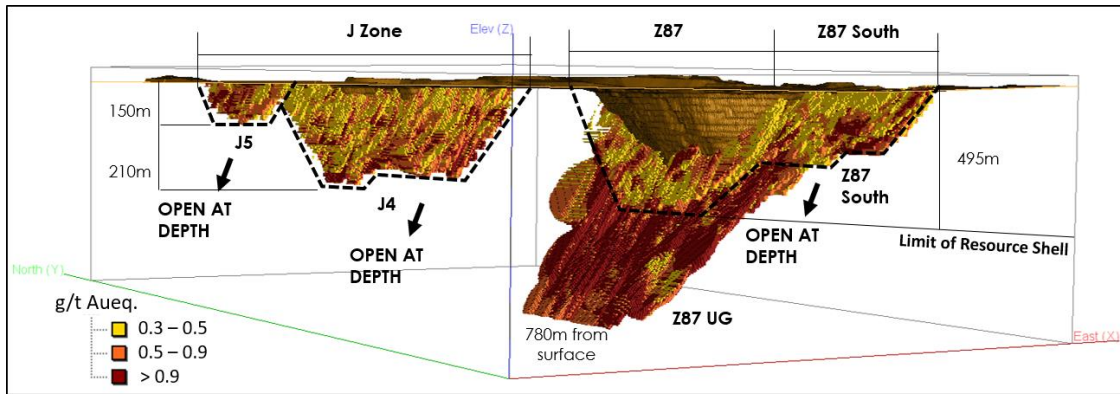 J Zone
Elev (Z)
Z87
Z87 South
150m
J5
210m
J4
OPEN AT
DEPTH
OPEN AT
DEPTH
Z87
South
495m
OPEN AT
DEPTH
Limit of Resource Shell
North (Y)
Z87 UG
780m from
surface
East (X)
g/t Aueq.
0.3 – 0.5
0.5 – 0.9
> 0.9